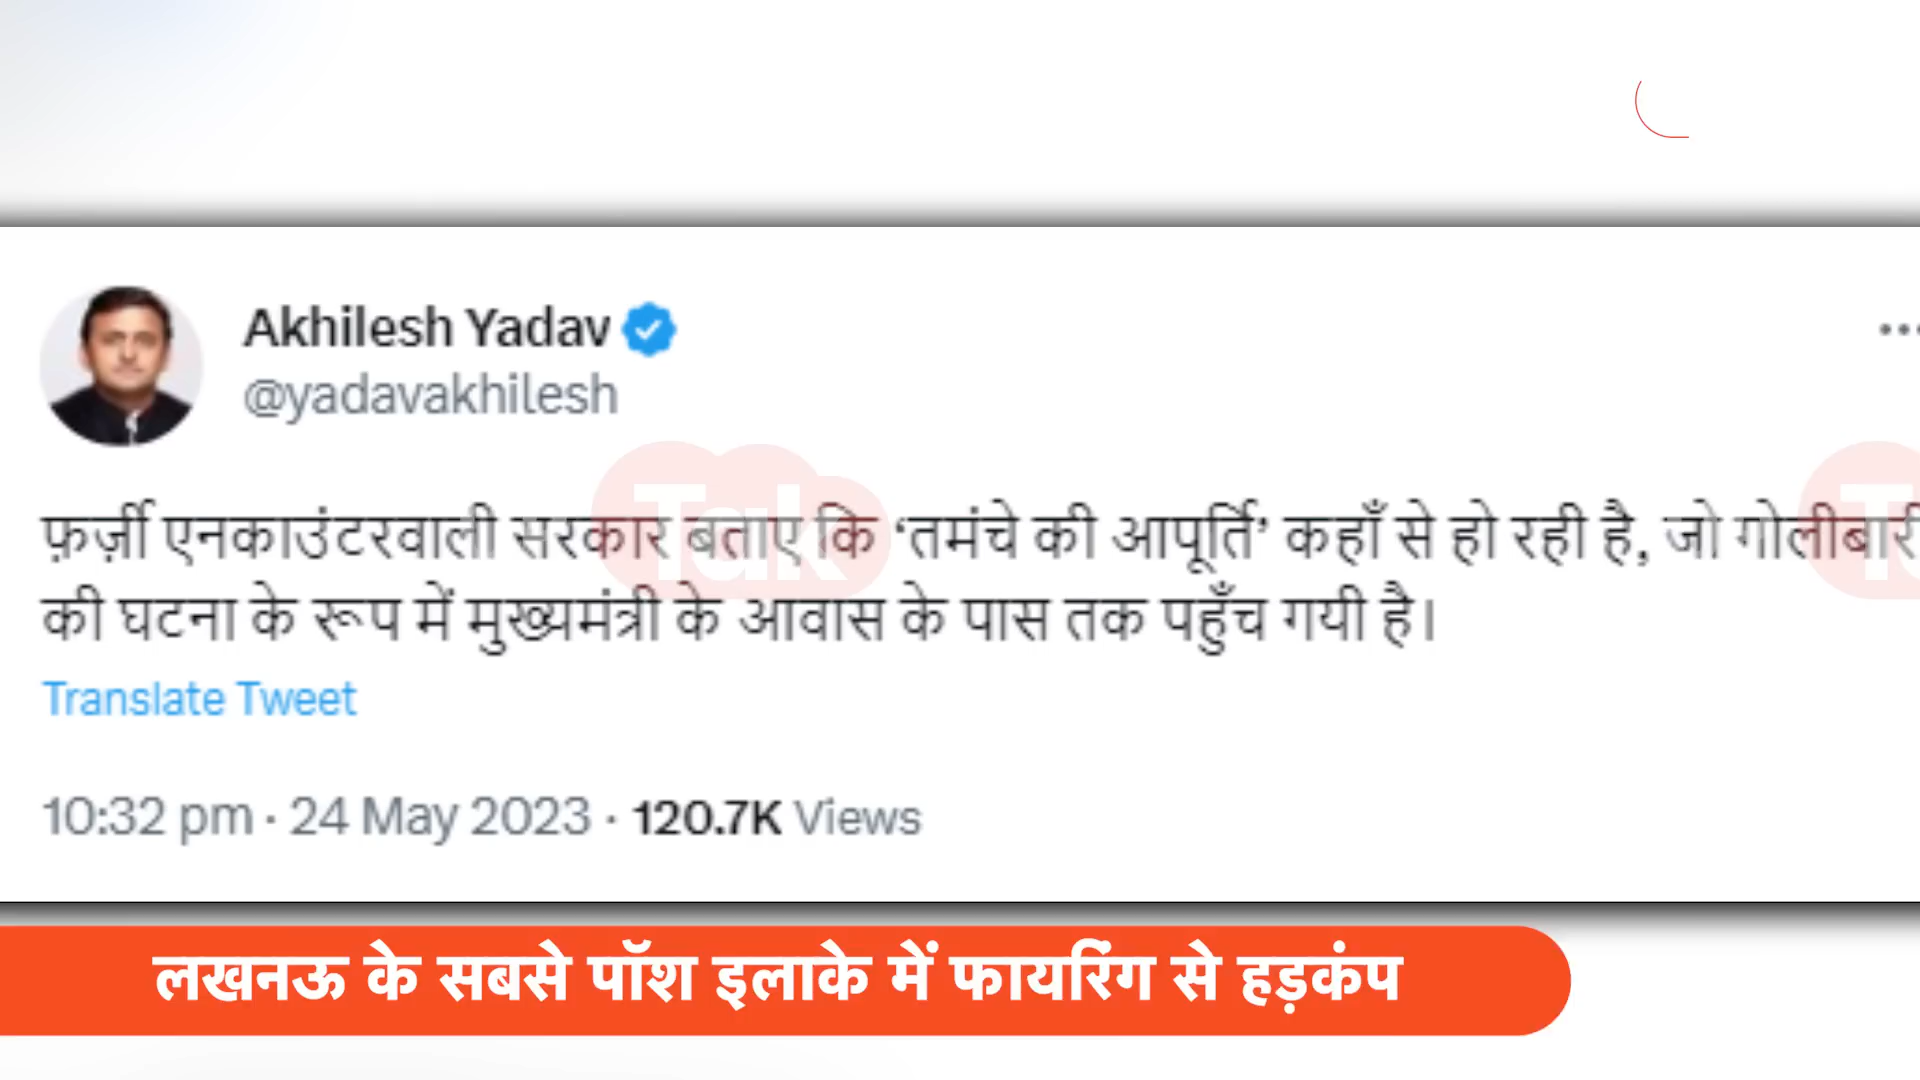 Akhilesh Yadav
@yadavakhilesh
फ़र्ज़ी एनकाउंटरवाली सरकार बताए कि ‘तमंचे की आपूर्ति’ कहाँ से हो रही है, जो गोलीबारी
की घटना के रूप में मुख्यमंत्री के आवास के पास तक पहुँच गयी है।
Translate Tweet
10:32 pm · 24 May 2023 · 120.7K Views
Tak
लखनऊ के सबसे पॉश इलाके में फायरिंग से हड़कंप